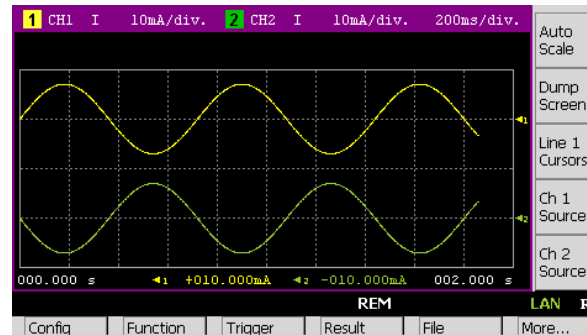 1 CH1 I 10mA/div. 2 CH2 I 10mA/div. 200ms/div.
Auto
Scale
Dump
Screen
Line 1
Cursors
Ch 1
Source
Ch 2
Source
1
2
000.000 s 1 +010.000mA 2 -010.000mA 002.000 s
REM LAN
Config Function Trigger Result File More...